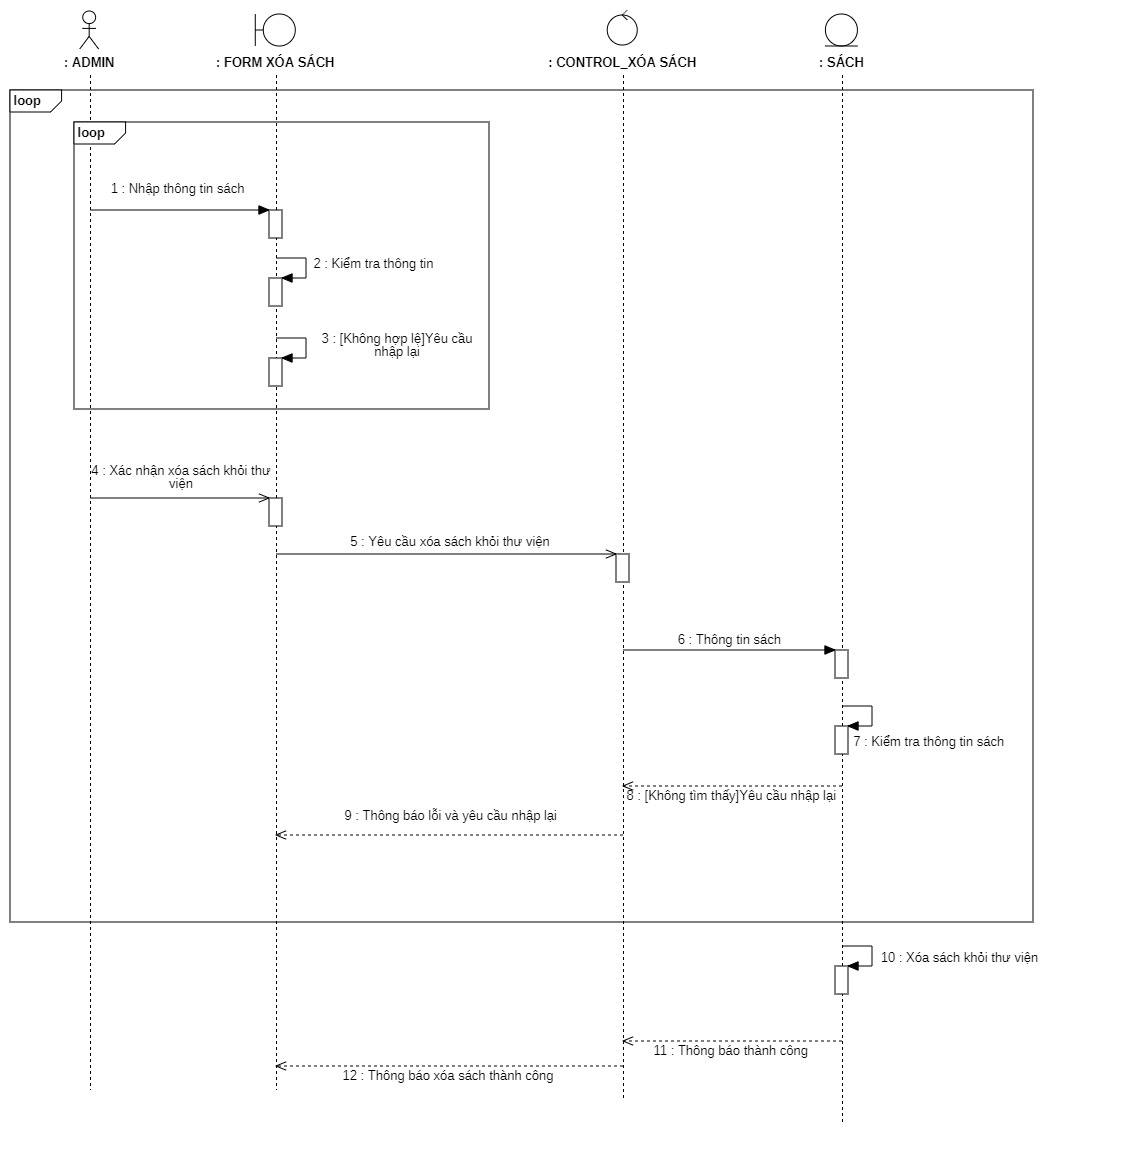 : ADMIN
: FORM XÓA SÁCH
: CONTROL_XÓA SÁCH
: SÁCH
loop
loop
1 : Nhập thông tin sách
2 : Kiểm tra thông tin
3 : [Không hợp lệ]Yêu cầu
nhập lại
4 : Xác nhận xóa sách khỏi thư
viện
5 : Yêu cầu xóa sách khỏi thư viện
6 : Thông tin sách
7 : Kiểm tra thông tin sách
8 : [Không tìm thấy]Yêu cầu nhập lại
9 : Thông báo lỗi và yêu cầu nhập lại
10 : Xóa sách khỏi thư viện
11 : Thông báo thành công
12 : Thông báo xóa sách thành công